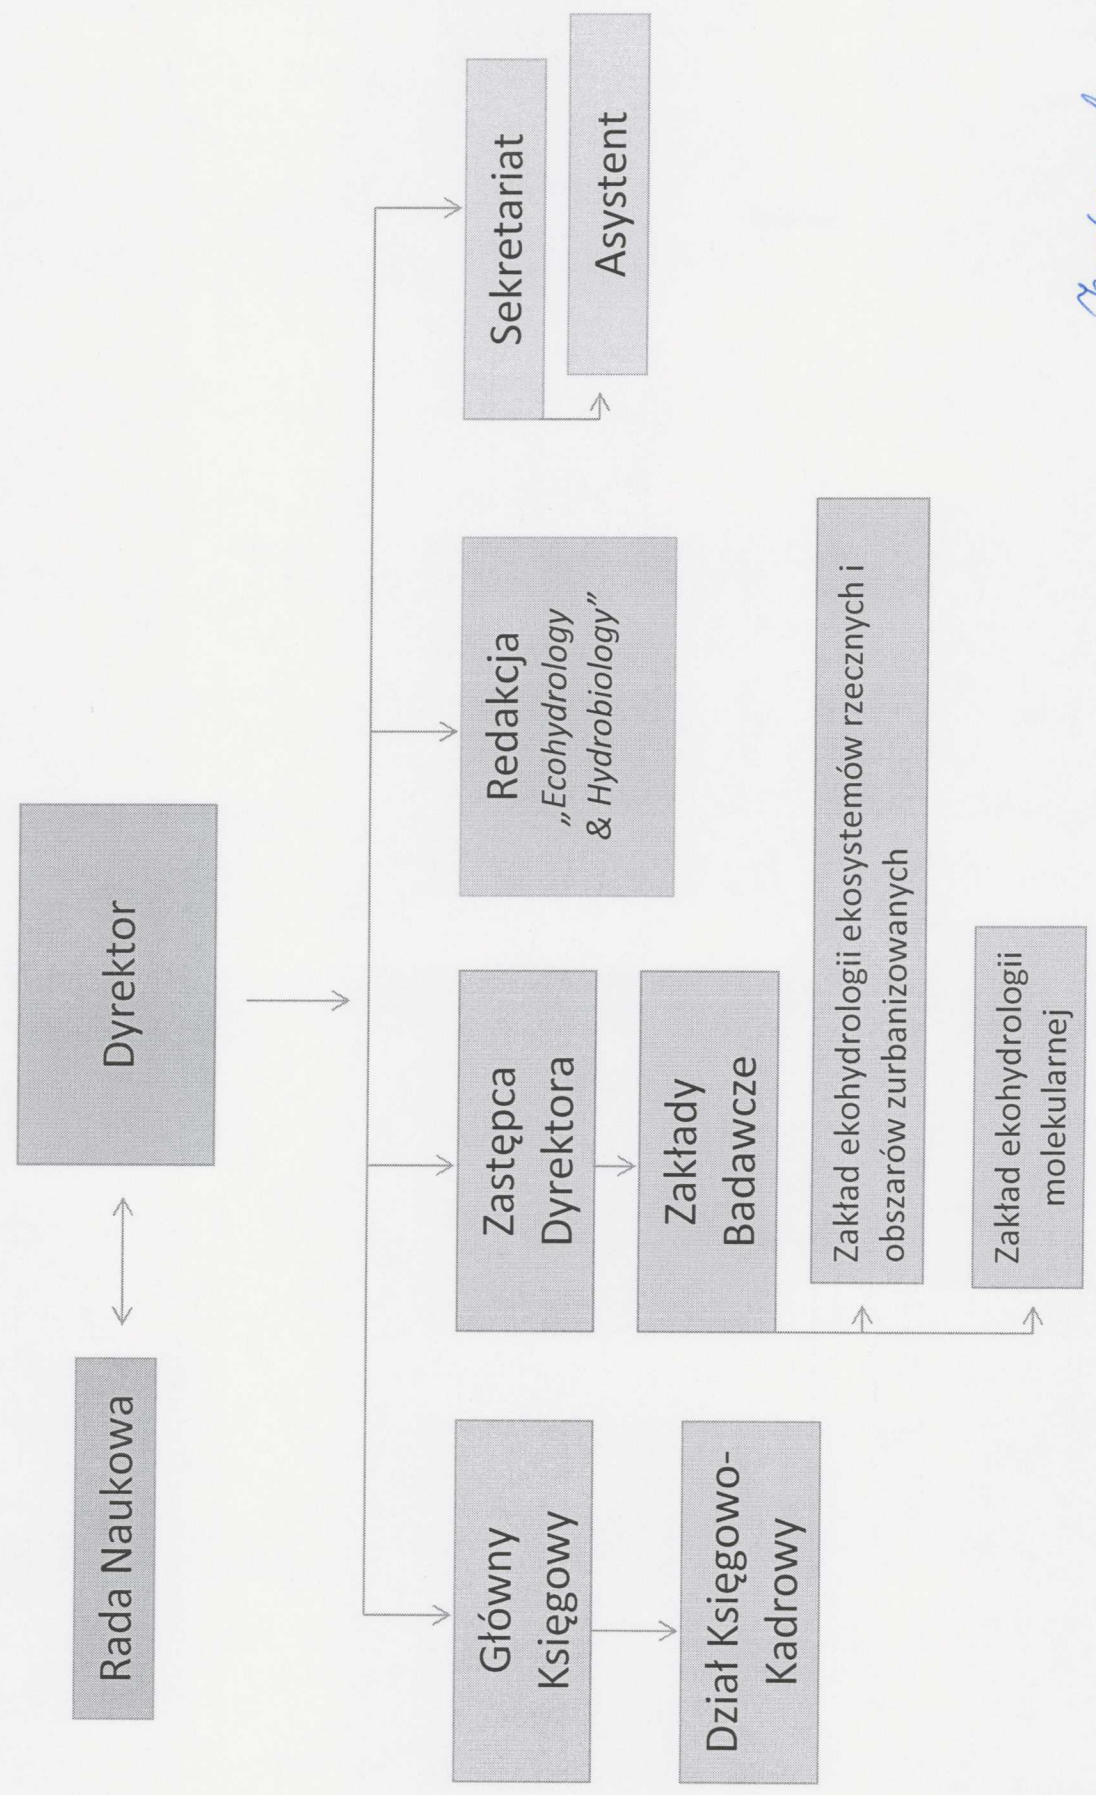 Rada Naukowa
Dyrektor
Główny
Księgowy
Dział Księgowo-
Kadrowy
Zastępca
Dyrektora
Zakłady
Badawcze
Zakład ekohydrologii ekosystemów rzecznych i
obszarów zurbanizowanych
Zakład ekohydrologii
molekularnej
Redakcja
„Ecohydrology
& Hydrobiology”
Sekretariat
Asystent